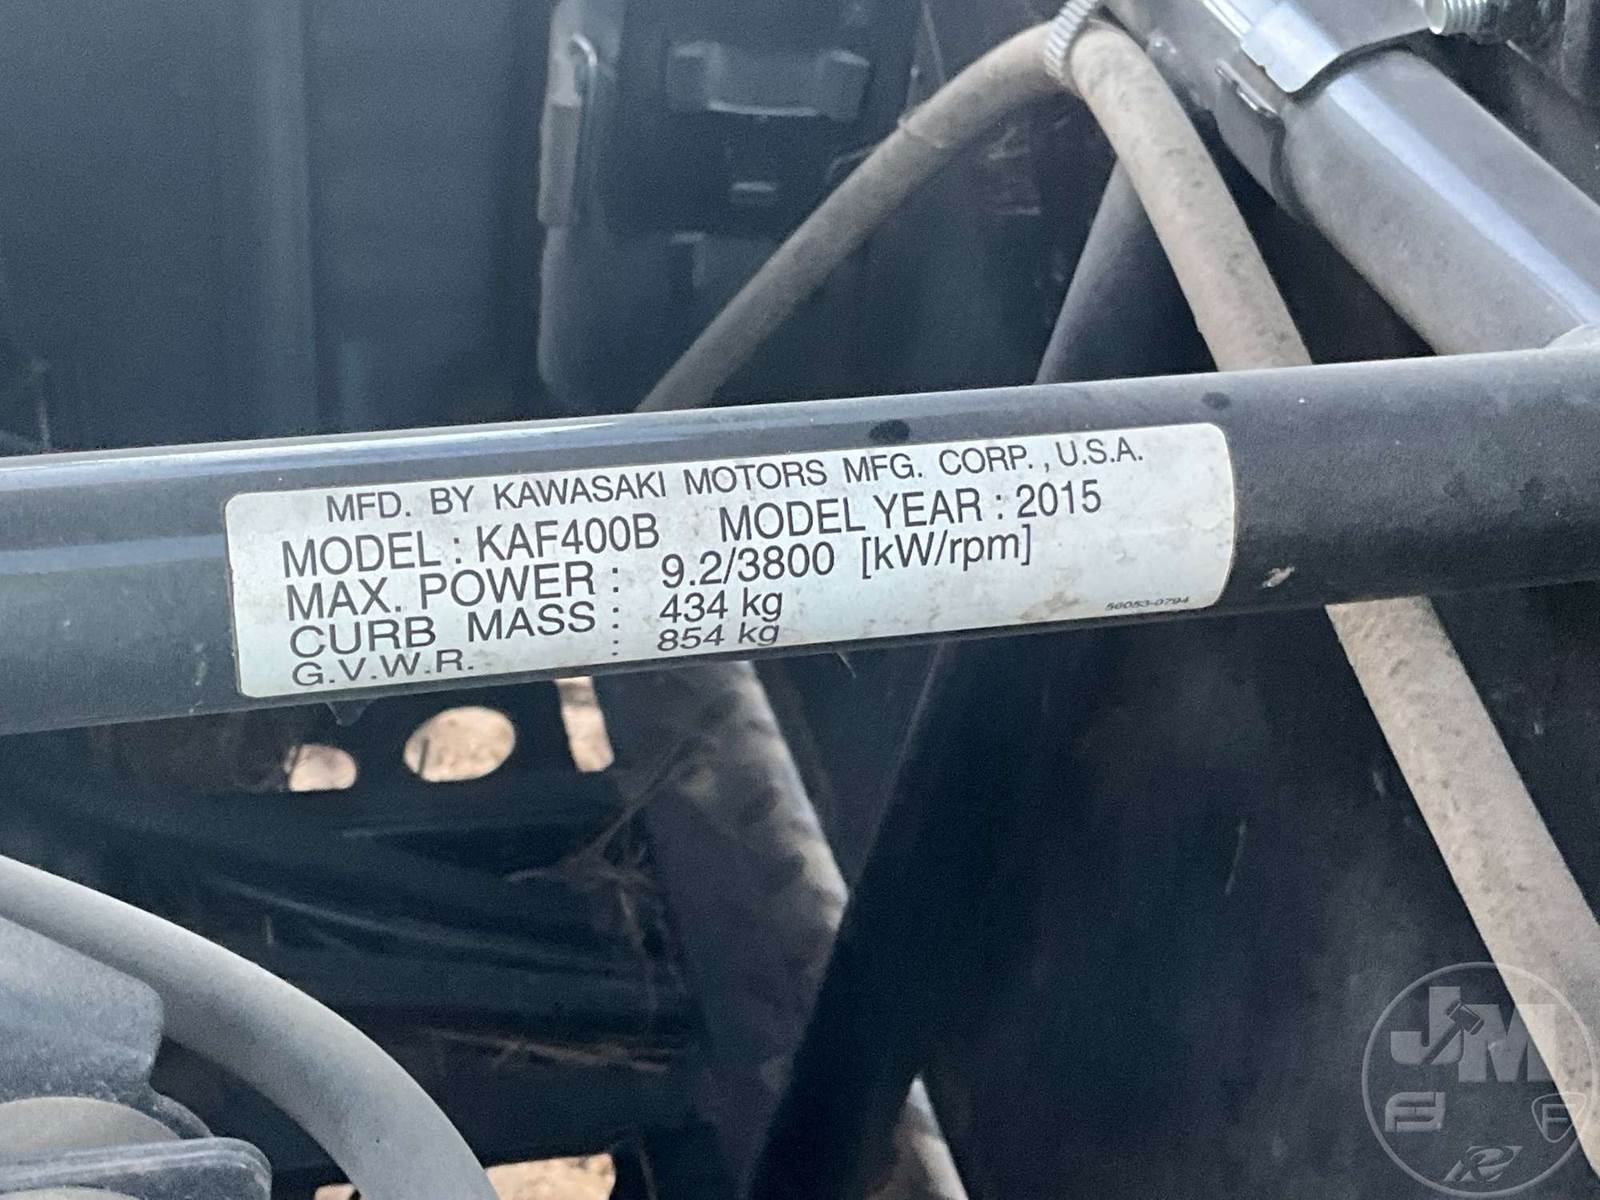 MFD. BY KAWASAKI MOTORS MFG. CORP., U.S.A.
MODEL : KAF400B MODEL YEAR : 2015
MAX. POWER : 9.2/3800 [kW/rpm]
CURB MASS : 434 kg
G.V.W.R. : 854 kg
56053-0794
JM
F